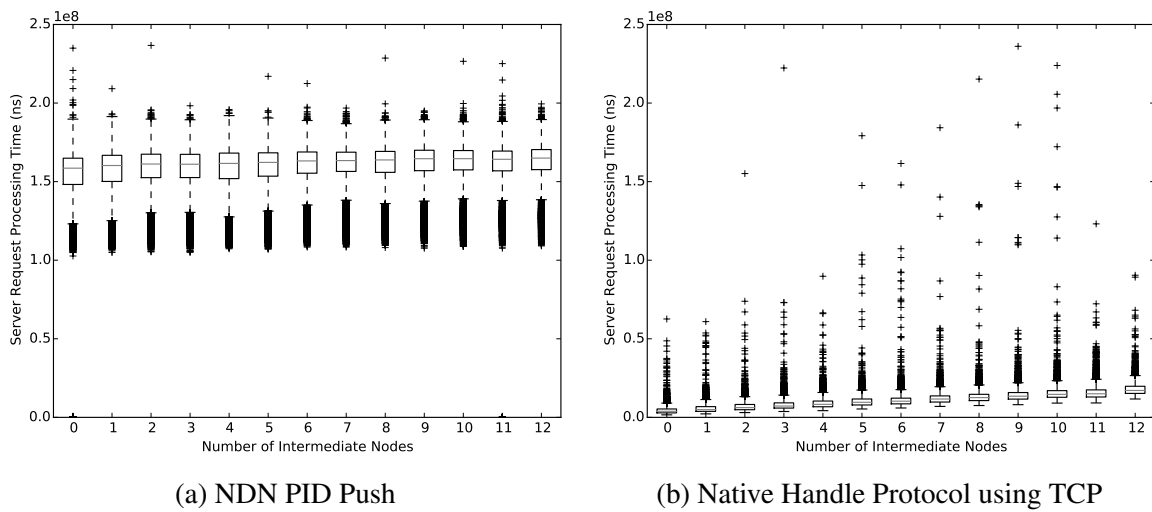 1e8
2.5
2.0
1.5
1.0
0.5
0.0
Server Request Processing Time (ns)
0 1 2 3 4 5 6 7 8 9 10 11 12
Number of Intermediate Nodes
(a) NDN PID Push
1e8
2.5
2.0
1.5
1.0
0.5
0.0
Server Request Processing Time (ns)
0 1 2 3 4 5 6 7 8 9 10 11 12
Number of Intermediate Nodes
(b) Native Handle Protocol using TCP